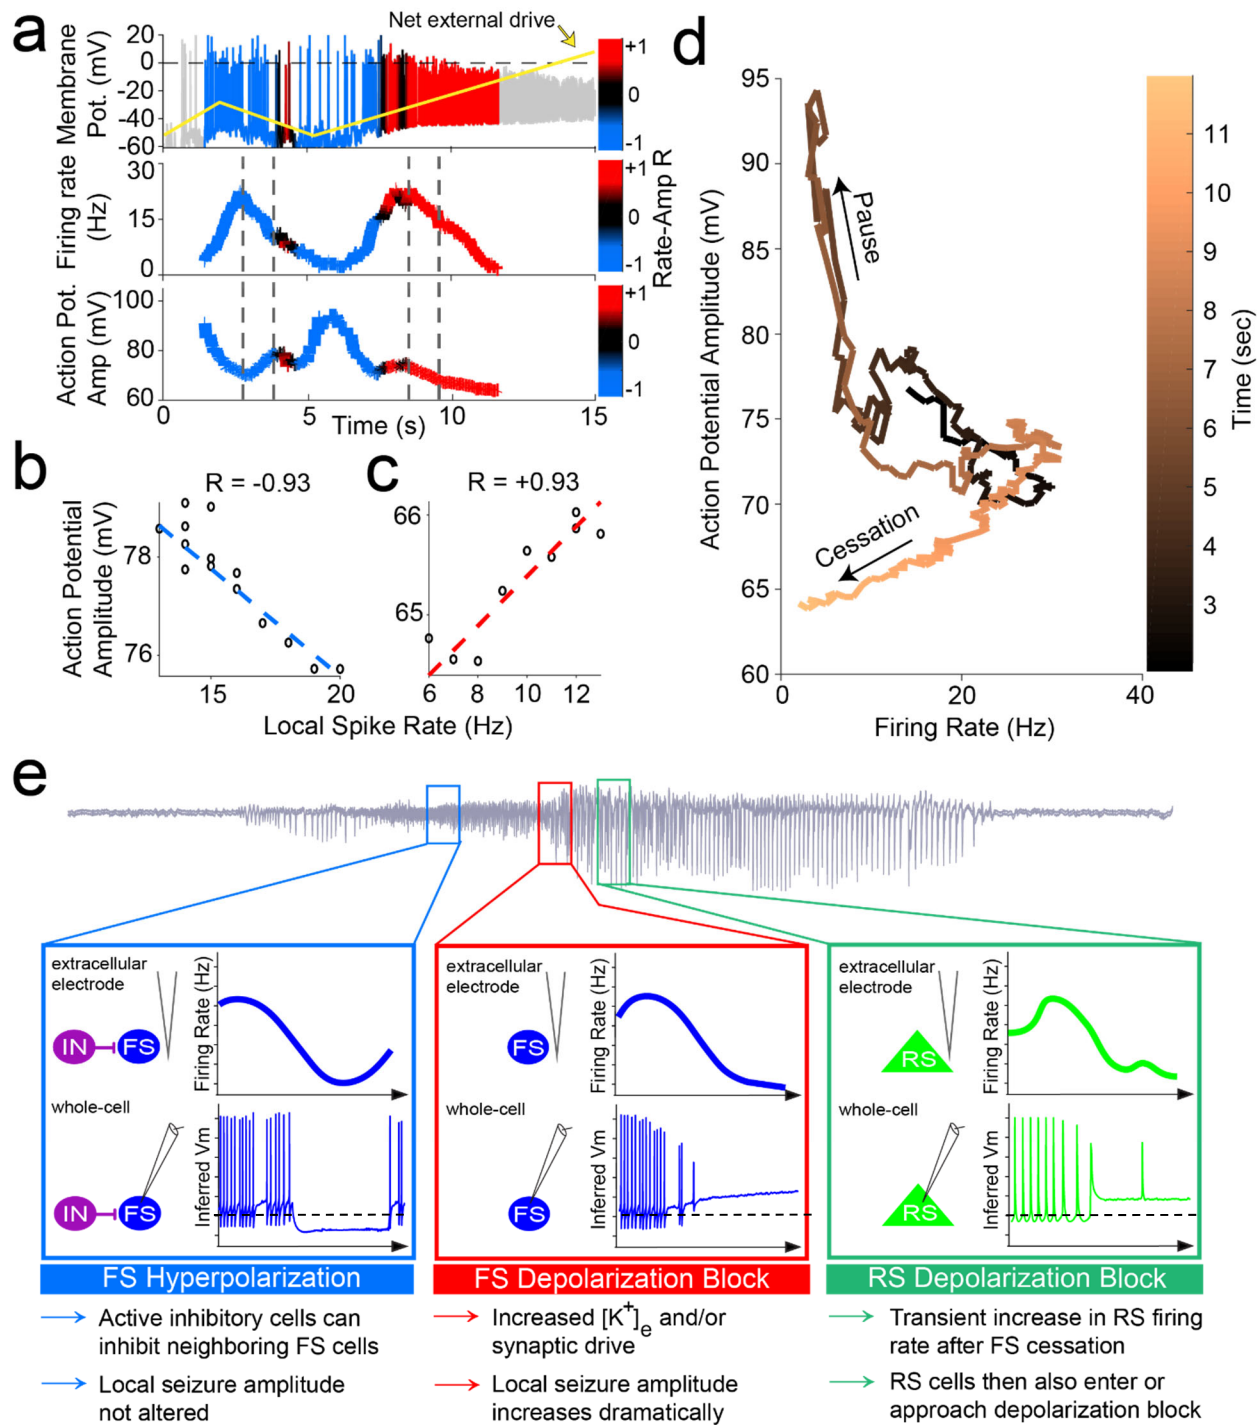 a
Net external drive
Membrane
Pot. (mV)
20
0
-20
-40
-60
5
10
15
+1
0
-1
Firing rate
(Hz)
30
15
0
+1
0
-1
Rate-Amp R
Action Pot.
Amp (mV)
100
80
60
+1
0
-1
0
5
10
15
Time (s)
b
R = -0.93
Action Potential
Amplitude (mV)
78
76
15
20
c
R = +0.93
66
65
6
8
10
12
Local Spike Rate (Hz)
d
Action Potential Amplitude (mV)
95
90
85
80
75
70
65
60
0
20
40
Firing Rate (Hz)
Pause
Cessation
11
10
9
8
7
6
5
4
3
Time (sec)
e
extracellular
electrode
IN
FS
Firing Rate (Hz)
whole-cell
IN
FS
Inferred Vm
FS Hyperpolarization
Active inhibitory cells can
inhibit neighboring FS cells
Local seizure amplitude
not altered
extracellular
electrode
FS
Firing Rate (Hz)
whole-cell
FS
Inferred Vm
FS Depolarization Block
Increased [K⁺]ₑ and/or
synaptic drive
Local seizure amplitude
increases dramatically
extracellular
electrode
RS
Firing Rate (Hz)
whole-cell
RS
Inferred Vm
RS Depolarization Block
Transient increase in RS firing
rate after FS cessation
RS cells then also enter or
approach depolarization block